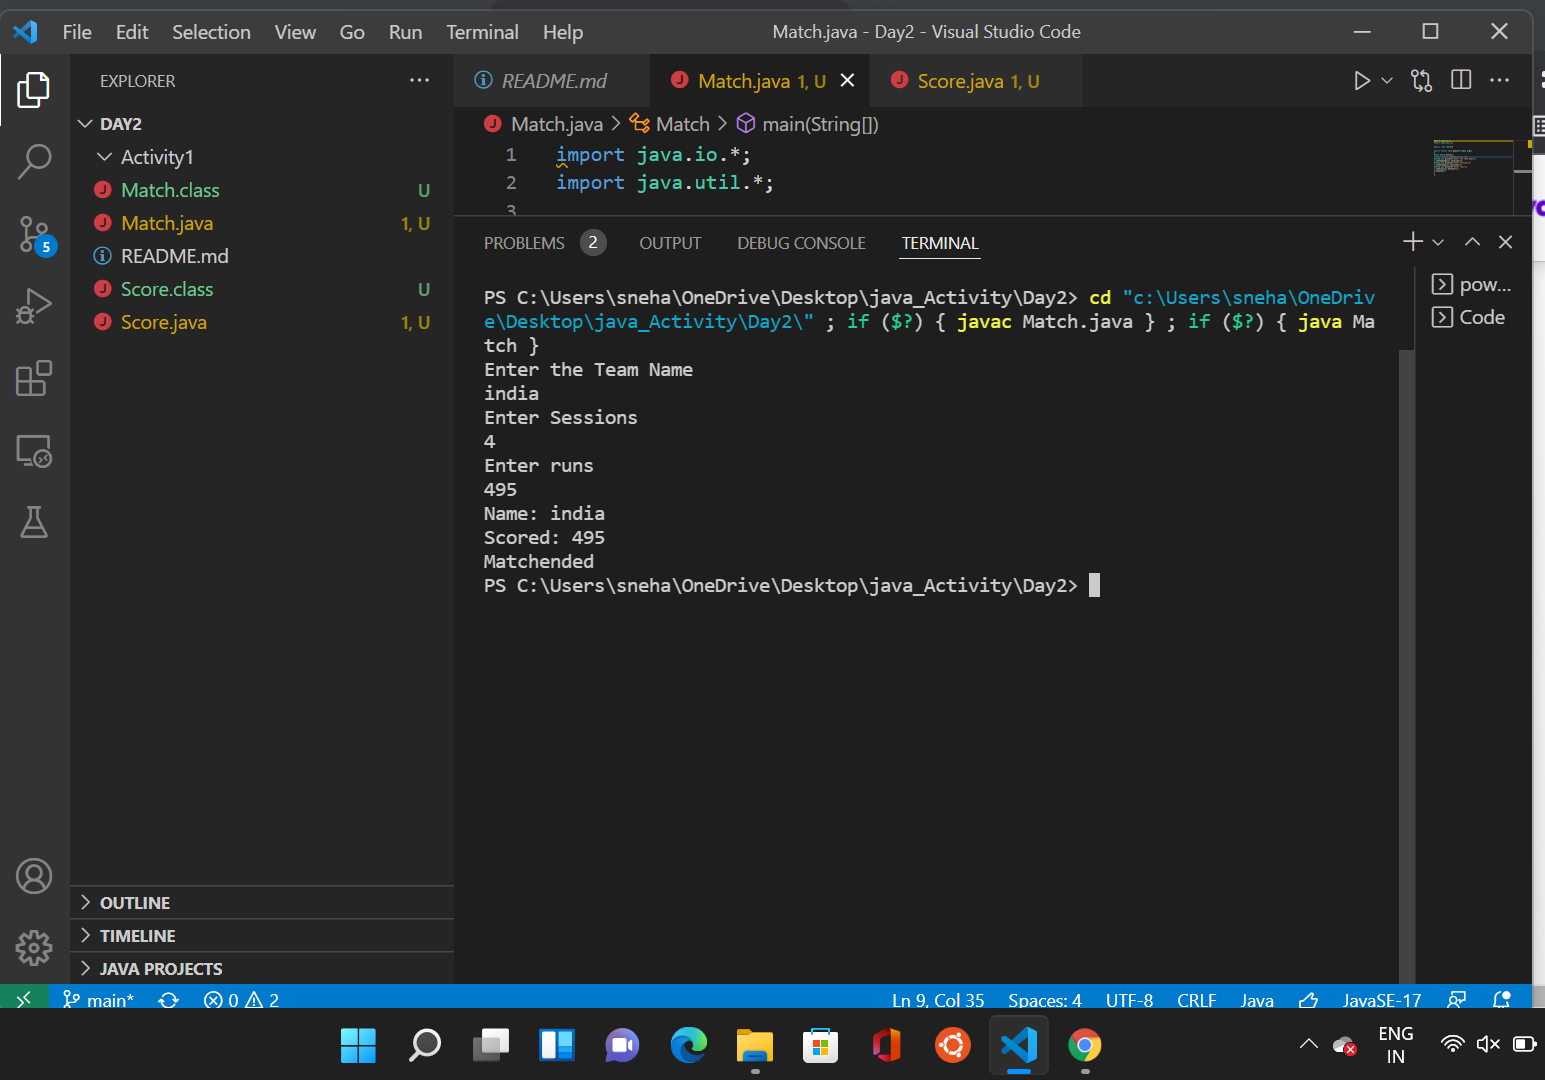 File Edit Selection View Go Run Terminal Help
Match.java - Day2 - Visual Studio Code
EXPLORER
README.md
Match.java 1, U
Score.java 1, U
DAY2
Activity1
Match.class U
Match.java 1, U
README.md
Score.class U
Score.java 1, U
Match.java > Match > main(String[])
1 import java.io.*;
2 import java.util.*;
3
PROBLEMS 2 OUTPUT DEBUG CONSOLE TERMINAL
PS C:\Users\sneha\OneDrive\Desktop\java_Activity\Day2> cd "c:\Users\sneha\OneDriv
e\Desktop\java_Activity\Day2\" ; if ($?) { javac Match.java } ; if ($?) { java Ma
tch }
Enter the Team Name
india
Enter Sessions
4
Enter runs
495
Name: india
Scored: 495
Matchended
PS C:\Users\sneha\OneDrive\Desktop\java_Activity\Day2>
pow...
Code
5
OUTLINE
TIMELINE
JAVA PROJECTS
main* 0 2
Ln 9, Col 35 Spaces: 4 UTF-8 CRLF Java JavaSE-17
ENG
IN